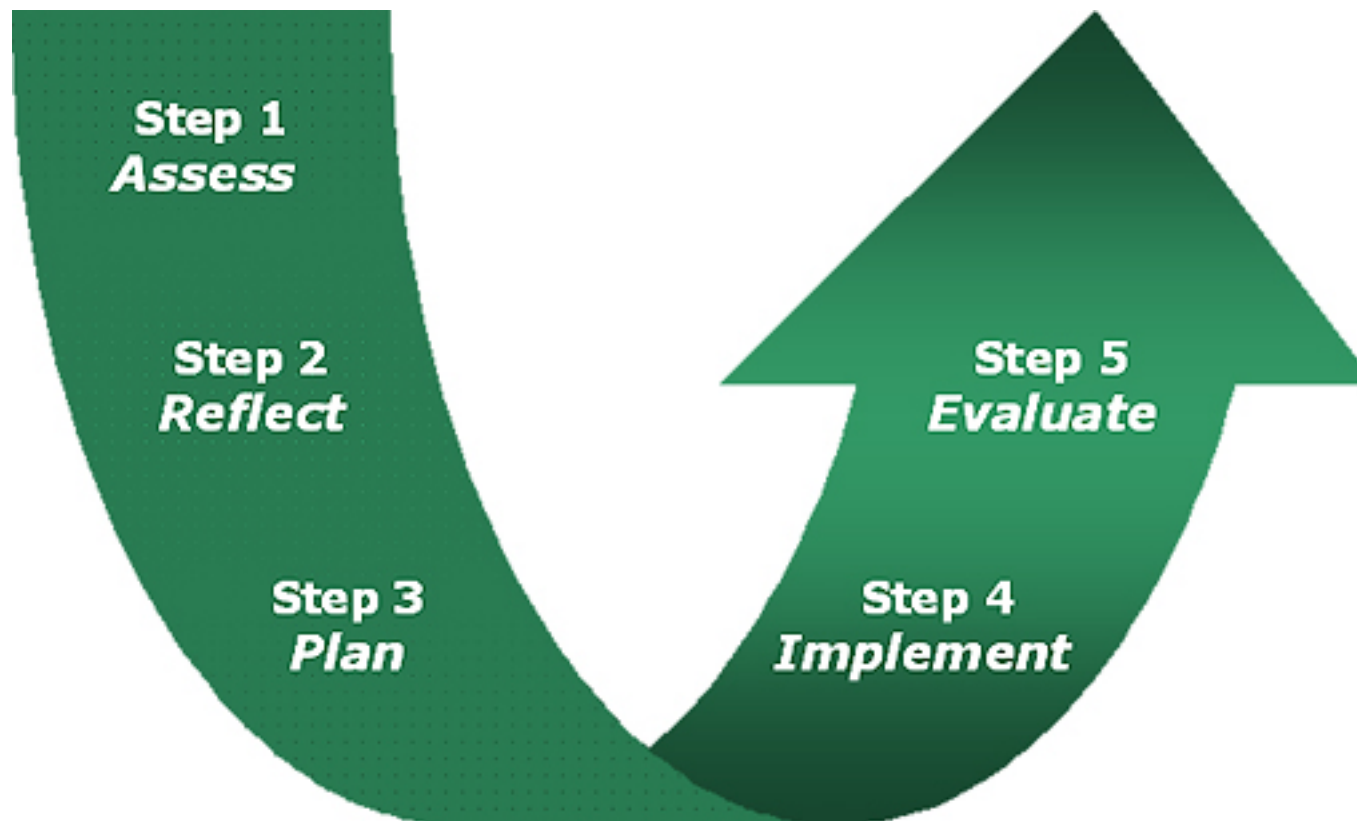 Step 1
Assess
Step 2
Reflect
Step 3
Plan
Step 4
Implement
Step 5
Evaluate